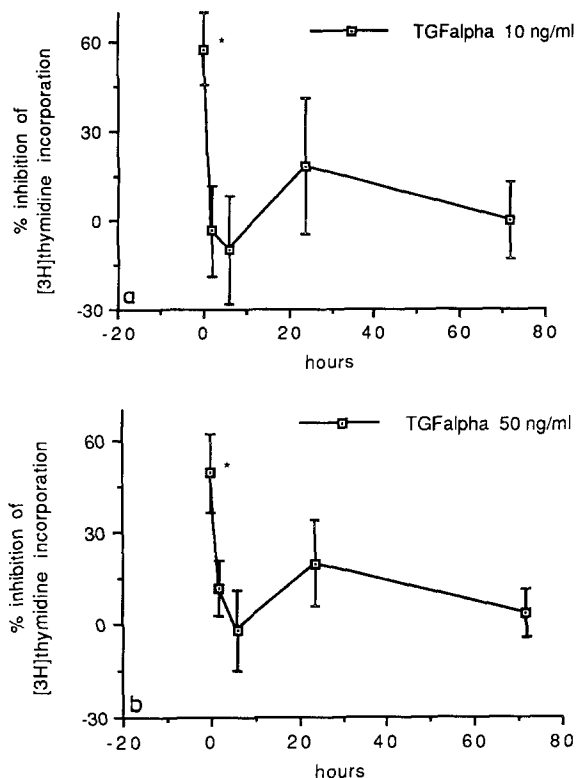 TGFalpha 10 ng/ml
% inhibition of
[3H]thymidine incorporation
60
*
30
0
-30
a
-20 0 20 40 60 80
hours
TGFalpha 50 ng/ml
% inhibition of
[3H]thymidine incorporation
60
*
30
0
-30
b
-20 0 20 40 60 80
hours